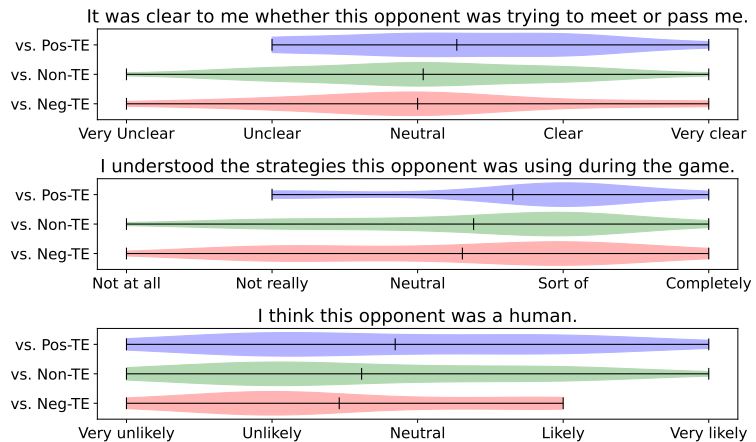 It was clear to me whether this opponent was trying to meet or pass me.
vs. Pos-TE
vs. Non-TE
vs. Neg-TE
Very Unclear Unclear Neutral Clear Very clear
I understood the strategies this opponent was using during the game.
vs. Pos-TE
vs. Non-TE
vs. Neg-TE
Not at all Not really Neutral Sort of Completely
I think this opponent was a human.
vs. Pos-TE
vs. Non-TE
vs. Neg-TE
Very unlikely Unlikely Neutral Likely Very likely